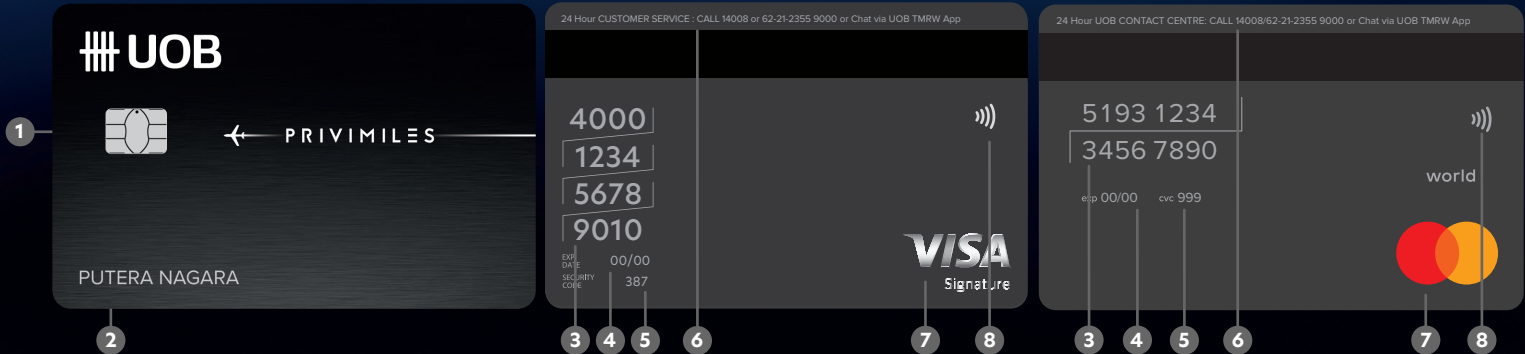 UOB
PRIVIMILES
PUTERA NAGARA
1
2
24 Hour CUSTOMER SERVICE : CALL 14008 or 62-21-2355 9000 or Chat via UOB TMRW App
4000
1234
5678
9010
EXP
DATE
00/00
SECURITY
CODE
387
VISA
Signature
3
4
5
6
7
8
24 Hour UOB CONTACT CENTRE: CALL 14008/62-21-2355 9000 or Chat via UOB TMRW App
5193 1234
3456 7890
exp 00/00 cvc 999
world
3
4
5
6
7
8